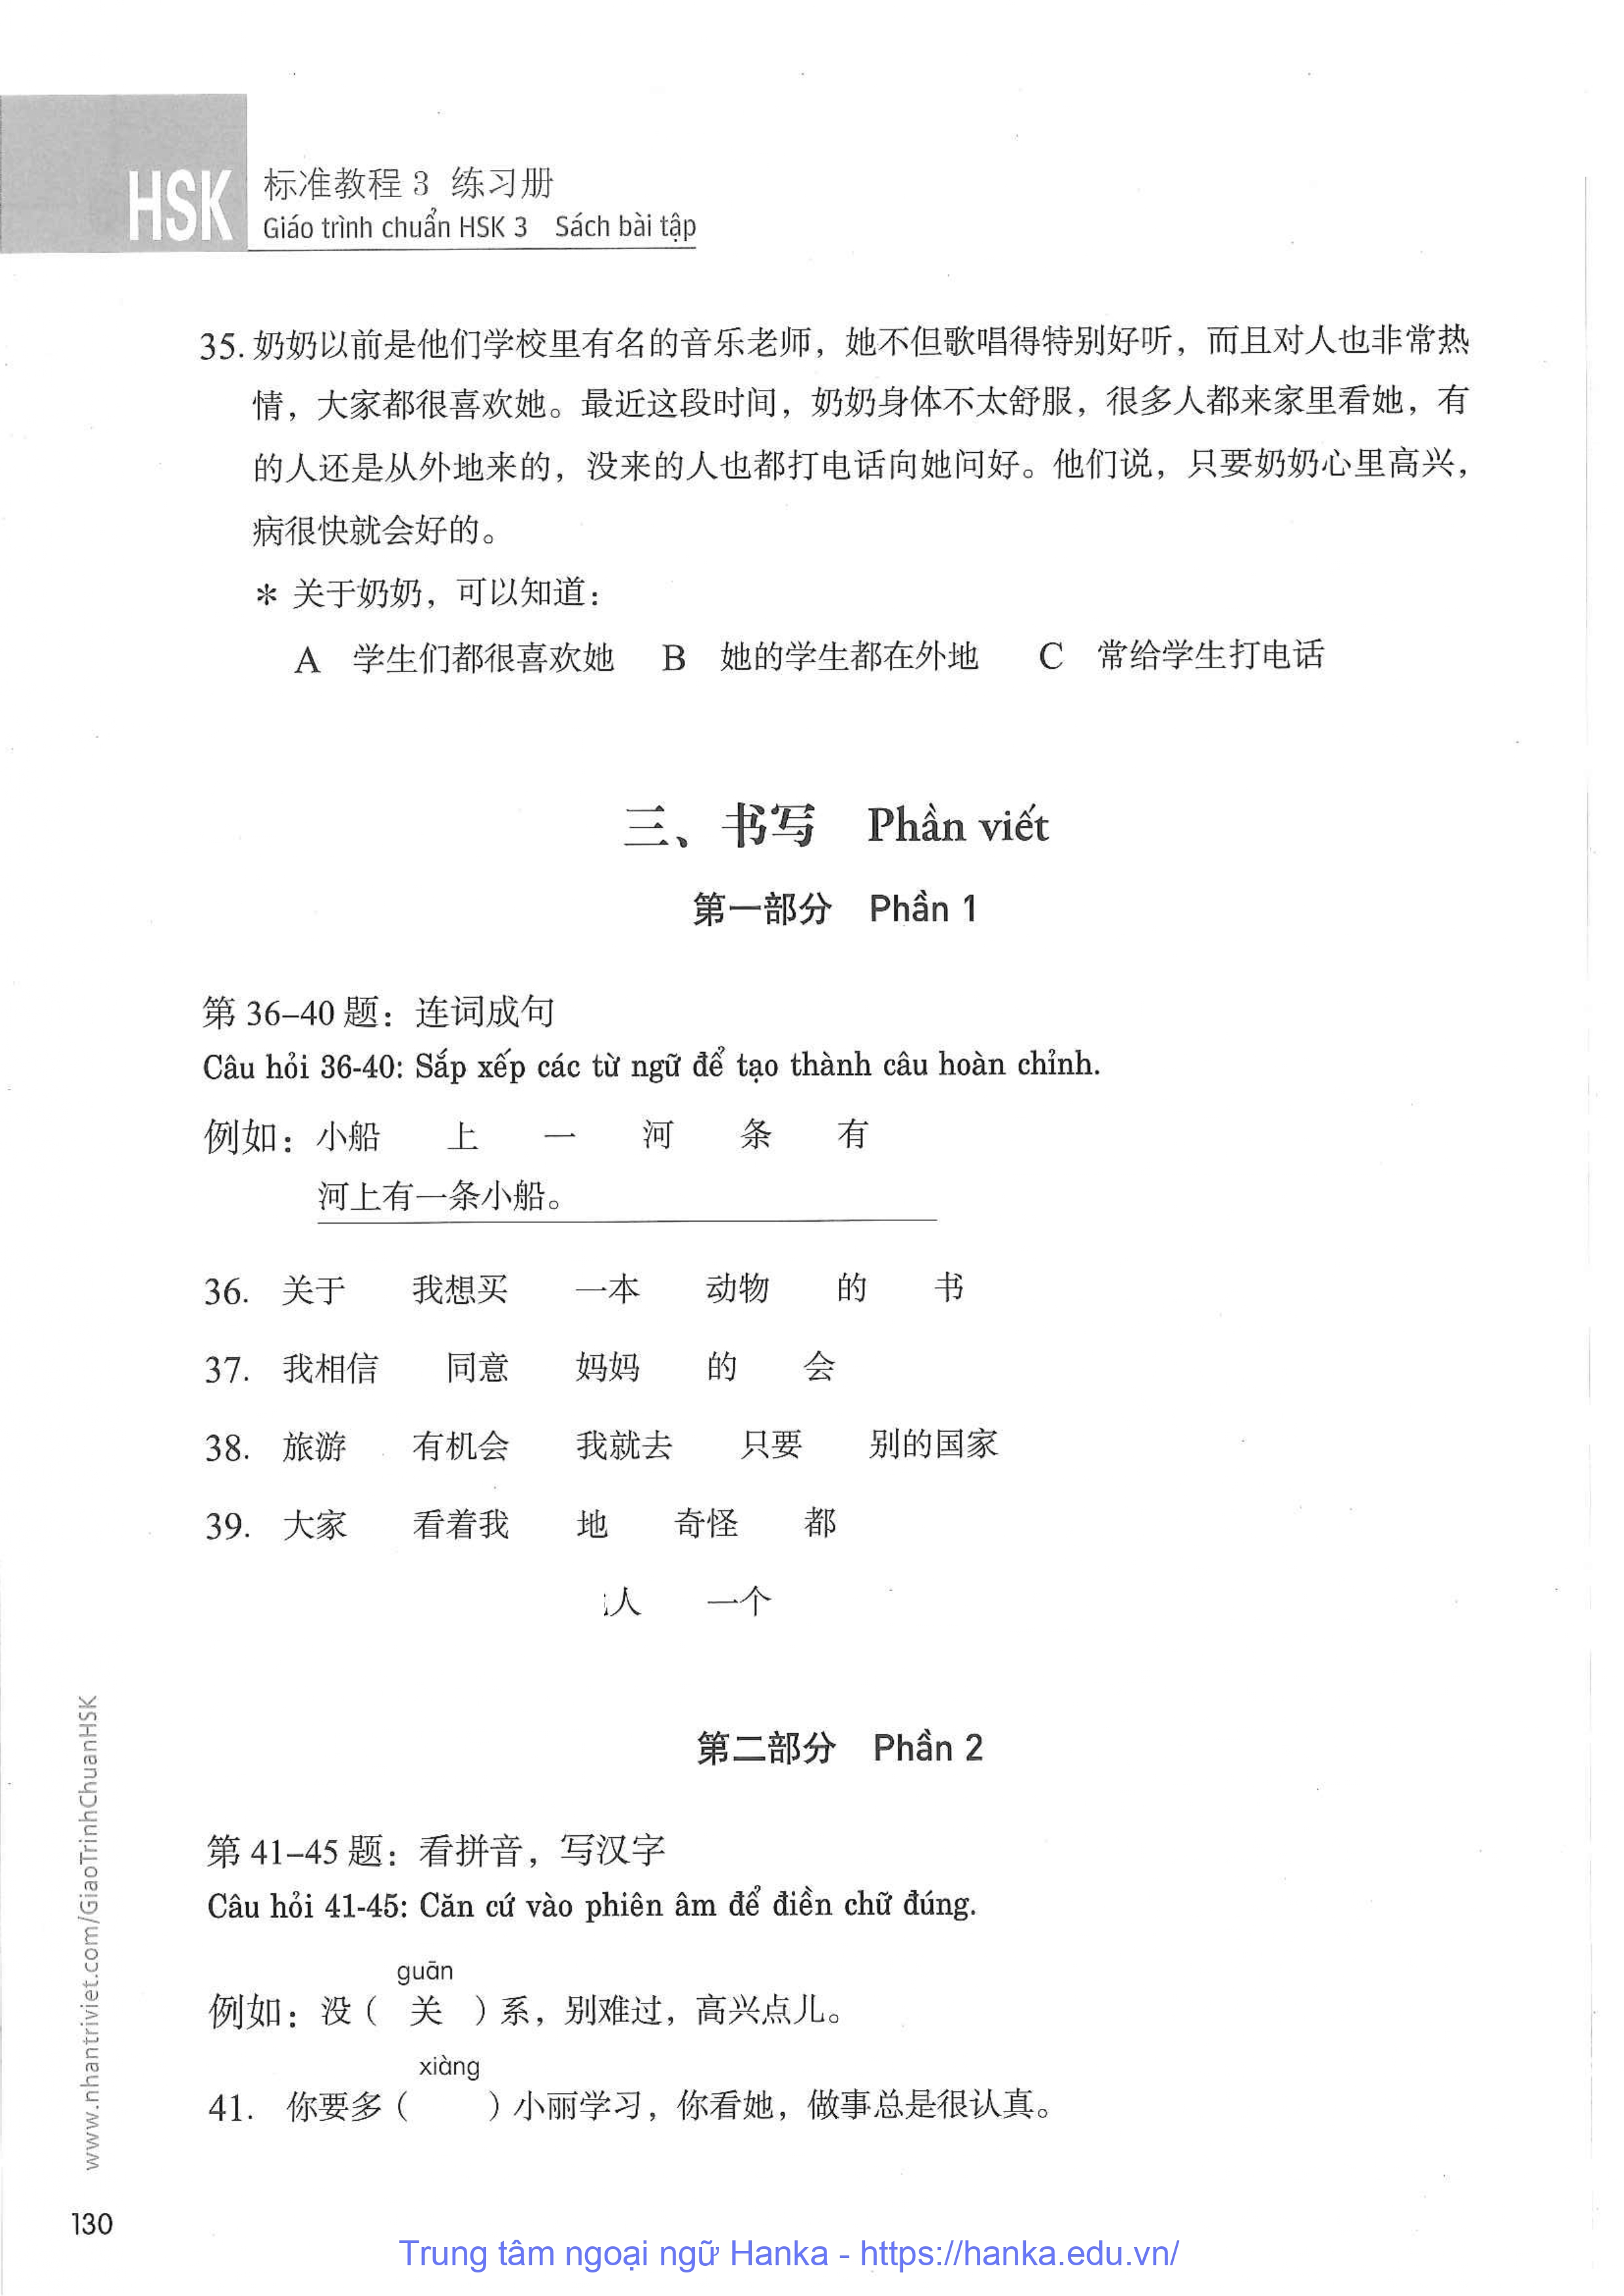 HSK
标准教程 3 练习册
Giáo trình chuẩn HSK 3 Sách bài tập
35. 奶奶以前是他们学校里有名的音乐老师，她不但歌唱得特别好听，而且对人也非常热
情，大家都很喜欢她。最近这段时间，奶奶身体不太舒服，很多人都来家里看她，有
的人还是从外地来的，没来的人也都打电话向她问好。他们说，只要奶奶心里高兴，
病很快就会好的。
* 关于奶奶，可以知道：
A 学生们都很喜欢她 B 她的学生都在外地 C 常给学生打电话
三、书写 Phần viết
第一部分 Phần 1
第 36–40 题：连词成句
Câu hỏi 36-40: Sắp xếp các từ ngữ để tạo thành câu hoàn chỉnh.
例如：小船 上 一 河 条 有
河上有一条小船。
36. 关于 我想买 一本 动物 的 书
37. 我相信 同意 妈妈 的 会
38. 旅游 有机会 我就去 只要 别的国家
39. 大家 看着我 地 奇怪 都
人 一个
第二部分 Phần 2
第 41–45 题：看拼音，写汉字
Câu hỏi 41-45: Căn cứ vào phiên âm để điền chữ đúng.
guān
例如：没（ 关 ）系，别难过，高兴点儿。
xiàng
41. 你要多（ ）小丽学习，你看她，做事总是很认真。
www.nhantriviet.com/GiaoTrinhChuanHSK
130
Trung tâm ngoại ngữ Hanka - https://hanka.edu.vn/